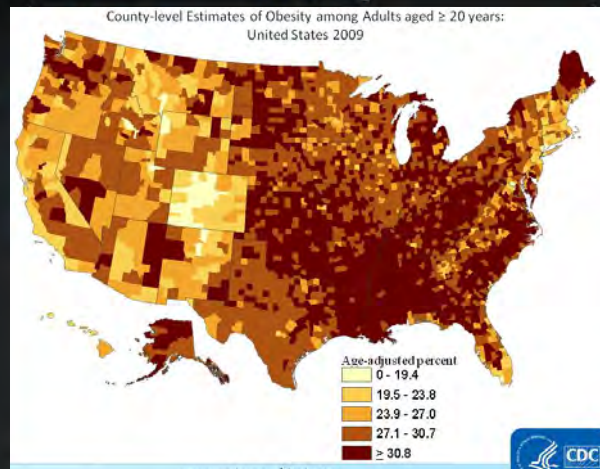 County-level Estimates of Obesity among Adults aged ≥ 20 years:
United States 2009
Age-adjusted percent
0 - 19.4
19.5 - 23.8
23.9 - 27.0
27.1 - 30.7
≥ 30.8
CDC